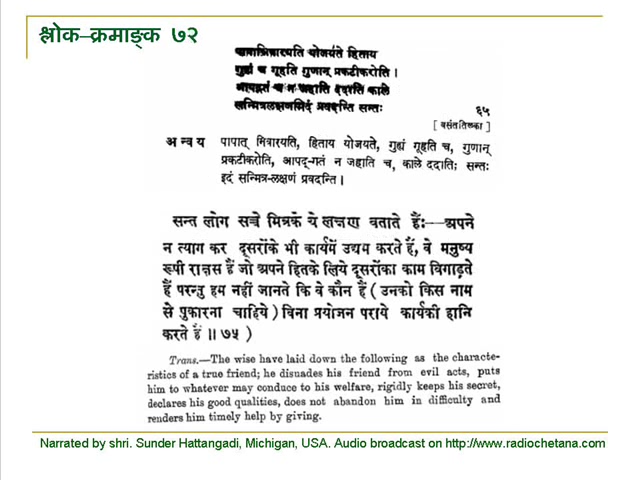 श्लोक–क्रमाङ्क ७२
पापान्निवारयति योजयते हिताय
गुह्यं च गूहति गुणान् प्रकटीकरोति ।
आपद्गतं च न जहाति ददाति काले
सन्मित्रलक्षणमिदं प्रवदन्ति सन्तः
६५
[ वसंततिलका ]
अन्वय पापात् मित्रारयति, हिताय योजयते, गुह्यं गूहति च, गुणान्
प्रकटीकरोति, आपद्-गतं न जहाति च, काले ददाति; सन्तः
इदं सन्मित्र-लक्षणं प्रवदन्ति ।
सन्त लोग सच्चे मित्रके ये लक्षण बताते हैं:—अपने
न त्याग कर दूसरोंके भी कार्यमें उद्यम करते हैं, वे मनुष्य
रूपी राक्षस हैं जो अपने हितके लिये दूसरोंका काम विगाड़ते
हैं परन्तु हम नहीं जानते कि वे कौन हैं ( उनको किस नाम
से पुकारना चाहिये ) विना प्रयोजन पराये कार्यकी हानि
करते हैं ॥ ७५ )
Trans.—The wise have laid down the following as the characte-
ristics of a true friend; he disuades his friend from evil acts, puts
him to whatever may conduce to his welfare, rigidly keeps his secret,
declares his good qualities, does not abandon him in difficulty and
renders him timely help by giving.
Narrated by shri. Sunder Hattangadi, Michigan, USA. Audio broadcast on http://www.radiochetana.com